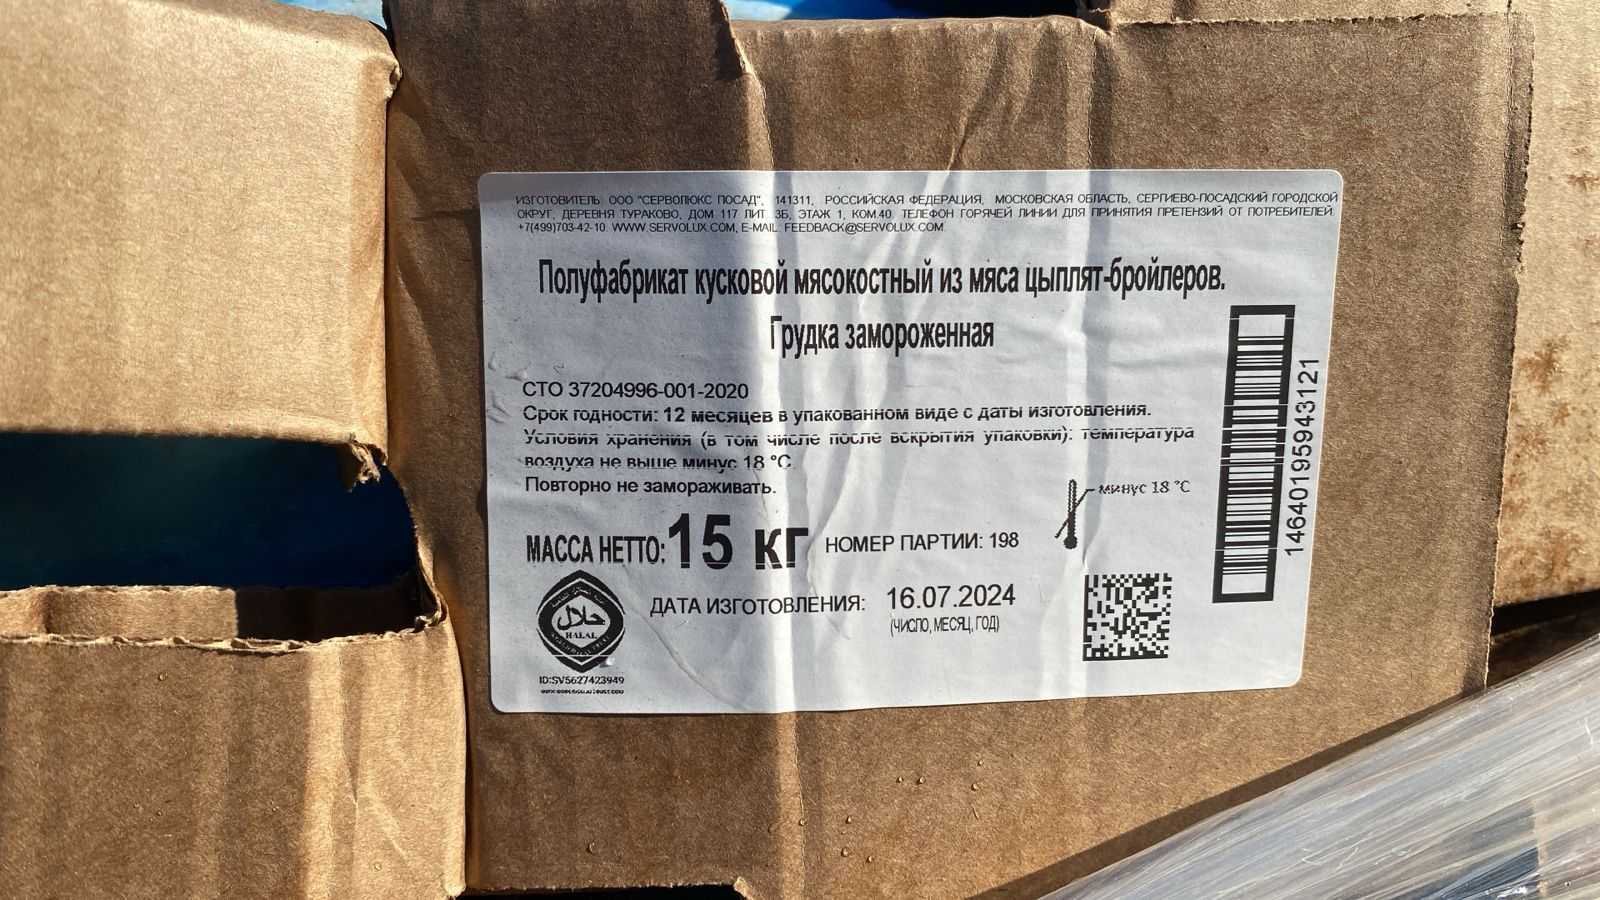 ИЗГОТОВИТЕЛЬ ООО "СЕРВОЛЮКС ПОСАД", 141311, РОССИЙСКАЯ ФЕДЕРАЦИЯ, МОСКОВСКАЯ ОБЛАСТЬ, СЕРГИЕВО-ПОСАДСКИЙ ГОРОДСКОЙ
ОКРУГ, ДЕРЕВНЯ ТУРАКОВО, ДОМ 117 ЛИТ 3Б, ЭТАЖ 1, КОМ.40. ТЕЛЕФОН ГОРЯЧЕЙ ЛИНИИ ДЛЯ ПРИНЯТИЯ ПРЕТЕНЗИЙ ОТ ПОТРЕБИТЕЛЕЙ
+7(499)703-42-10. WWW.SERVOLUX.COM, E-MAIL: FEEDBACK@SERVOLUX.COM.
Полуфабрикат кусковой мясокостный из мяса цыплят-бройлеров.
Грудка замороженная
СТО 37204996-001-2020
Срок годности: 12 месяцев в упакованном виде с даты изготовления.
Условия хранения (в том числе после вскрытия упаковки): температура
воздуха не выше минус 18 °С.
Повторно не замораживать.
минус 18 °С
МАССА НЕТТО: 15 кг
НОМЕР ПАРТИИ: 198
ДАТА ИЗГОТОВЛЕНИЯ: 16.07.2024
(ЧИСЛО, МЕСЯЦ, ГОД)
حلال
HALAL
ID:SV5627423949
14640195943121